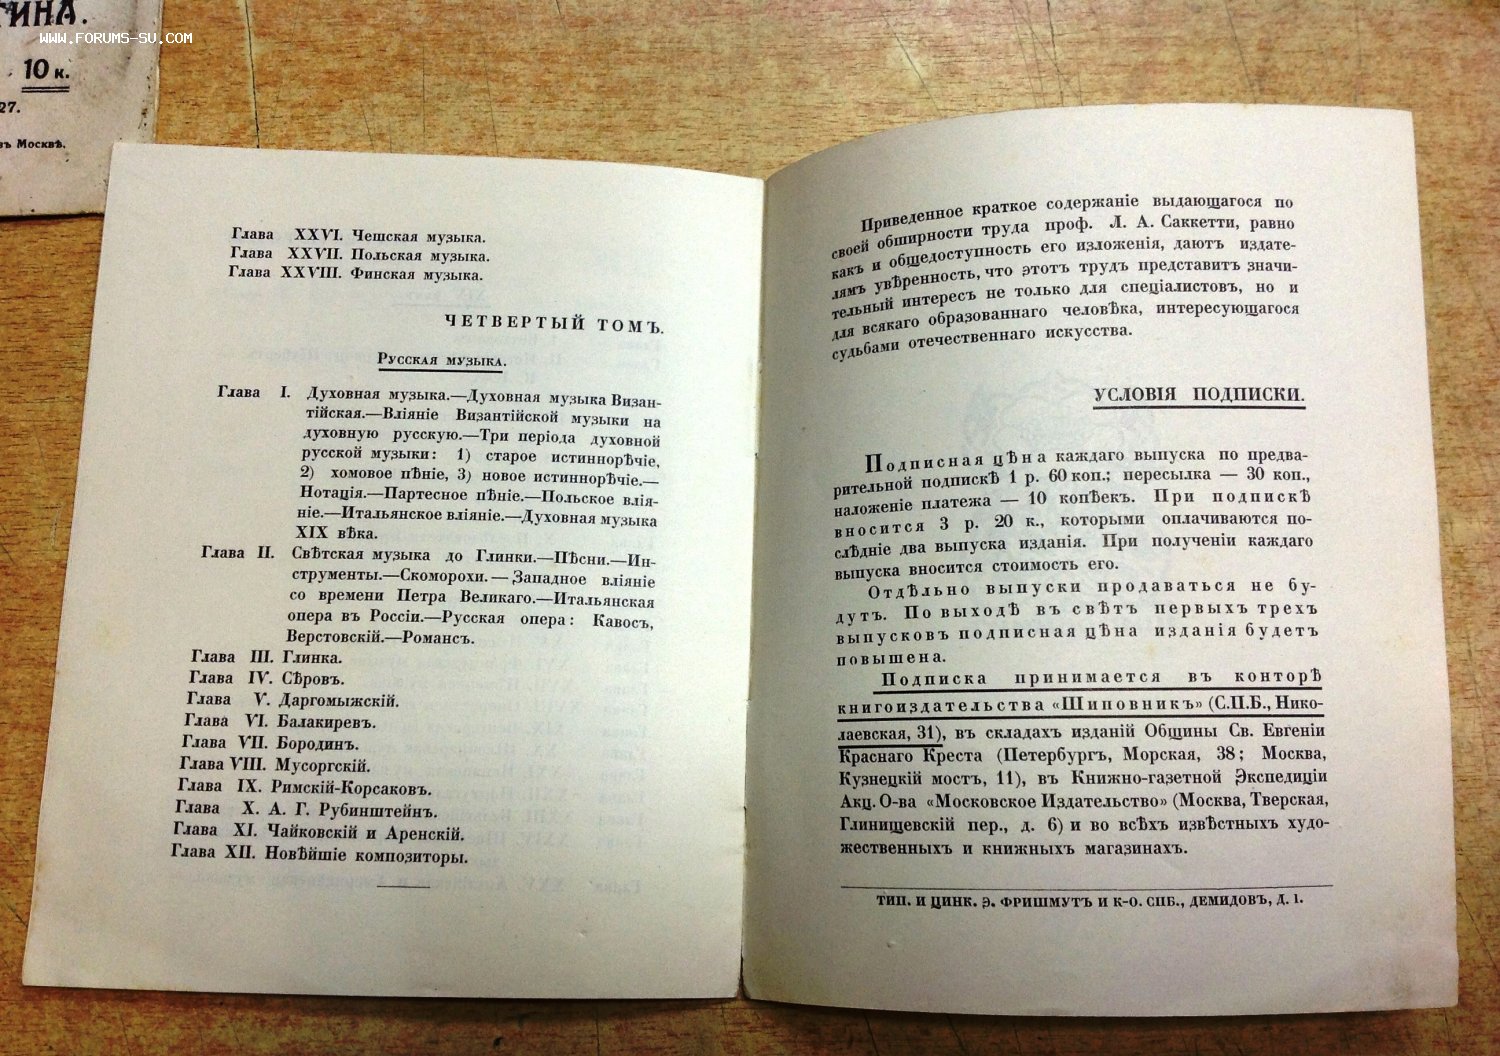 ГИНА.
www.forums-su.com
10 к.
27.
въ Москвѣ.
Глава XXVI. Чешская музыка.
Глава XXVII. Польская музыка.
Глава XXVIII. Финская музыка.
ЧЕТВЕРТЫЙ ТОМЪ.
Русская музыка.
Глава I. Духовная музыка.—Духовная музыка Визан-
тійская.—Вліяніе Византійской музыки на
духовную русскую.—Три періода духовной
русской музыки: 1) старое истиннорѣчіе,
2) хомовое пѣніе, 3) новое истиннорѣчіе.—
Нотація.—Партесное пѣніе.—Польское влія-
ніе.—Итальянское вліяніе.—Духовная музыка
XIX вѣка.
Глава II. Свѣтская музыка до Глинки.—Пѣсни.—Ин-
струменты.—Скоморохи.—Западное вліяніе
со времени Петра Великаго.—Итальянская
опера въ Россіи.—Русская опера: Кавосъ,
Верстовскій.—Романсъ.
Глава III. Глинка.
Глава IV. Сѣровъ.
Глава V. Даргомыжскій.
Глава VI. Балакиревъ.
Глава VII. Бородинъ.
Глава VIII. Мусоргскій.
Глава IX. Римскій-Корсаковъ.
Глава X. А. Г. Рубинштейнъ.
Глава XI. Чайковскій и Аренскій.
Глава XII. Новѣйшіе композиторы.
Приведенное краткое содержаніе выдающагося по
своей обширности труда проф. Л. А. Саккетти, равно
какъ и общедоступность его изложенія, даютъ издате-
лямъ увѣренность, что этотъ трудъ представитъ значи-
тельный интересъ не только для спеціалистовъ, но и
для всякаго образованнаго человѣка, интересующагося
судьбами отечественнаго искусства.
УСЛОВІЯ ПОДПИСКИ.
Подписная цѣна каждаго выпуска по предва-
рительной подпискѣ 1 р. 60 коп.; пересылка — 30 коп.,
наложеніе платежа — 10 копѣекъ. При подпискѣ
вносится 3 р. 20 к., которыми оплачиваются по-
слѣдніе два выпуска изданія. При полученіи каждаго
выпуска вносится стоимость его.
Отдѣльно выпуски продаваться не бу-
дутъ. По выходѣ въ свѣтъ первыхъ трехъ
выпусковъ подписная цѣна изданія будетъ
повышена.
Подписка принимается въ конторѣ
книгоиздательства «Шиповникъ» (С.П.Б., Нико-
лаевская, 31), въ складахъ изданій Общины Св. Евгеніи
Краснаго Креста (Петербургъ, Морская, 38; Москва,
Кузнецкій мостъ, 11), въ Книжно-газетной Экспедиціи
Акц. О-ва «Московское Издательство» (Москва, Тверская,
Глинищевскій пер., д. 6) и во всѣхъ извѣстныхъ худо-
жественныхъ и книжныхъ магазинахъ.
ТИП. И ЦИНК. Э. ФРИШМУТЪ И К-О. СПБ., ДЕМИДОВЪ, Д. 1.